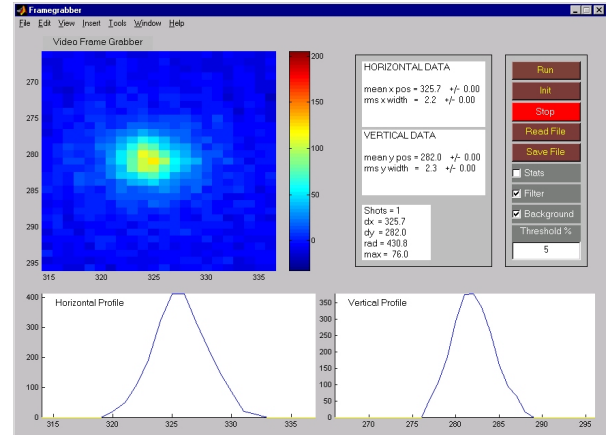 Framegrabber
File Edit View Insert Tools Window Help
Video Frame Grabber
270
275
280
285
290
295
315 320 325 330 335
200
150
100
50
0
HORIZONTAL DATA
mean x pos = 325.7 +/- 0.00
rms x width = 2.2 +/- 0.00
VERTICAL DATA
mean y pos = 282.0 +/- 0.00
rms y width = 2.3 +/- 0.00
Shots = 1
dx = 325.7
dy = 282.0
rad = 430.8
max = 76.0
Run
Init
Stop
Read File
Save File
Stats
Filter
Background
Threshold %
5
Horizontal Profile
400
300
200
100
0
315 320 325 330 335
Vertical Profile
350
300
250
200
150
100
50
0
270 275 280 285 290 295